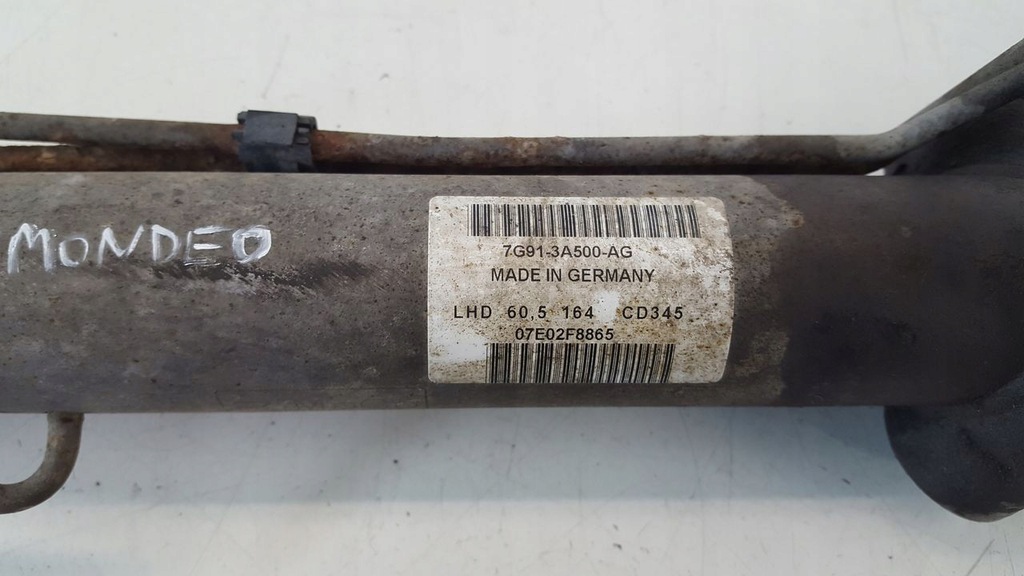 MONDEO
7G91-3A500-AG
MADE IN GERMANY
LHD 60,5 164 CD345
07E02F8865